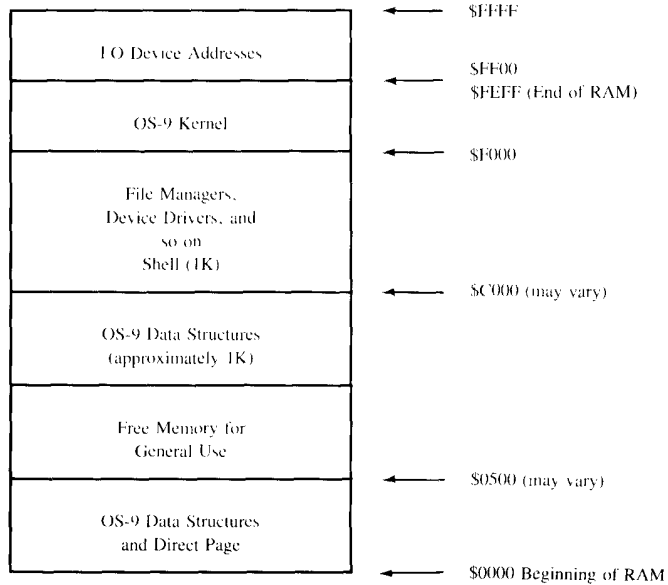 $FFFF
I/O Device Addresses
$FF00
$FEFF (End of RAM)
OS-9 Kernel
$F000
File Managers,
Device Drivers, and
so on
Shell (1K)
$C000 (may vary)
OS-9 Data Structures
(approximately 1K)
Free Memory for
General Use
$0500 (may vary)
OS-9 Data Structures
and Direct Page
$0000 Beginning of RAM